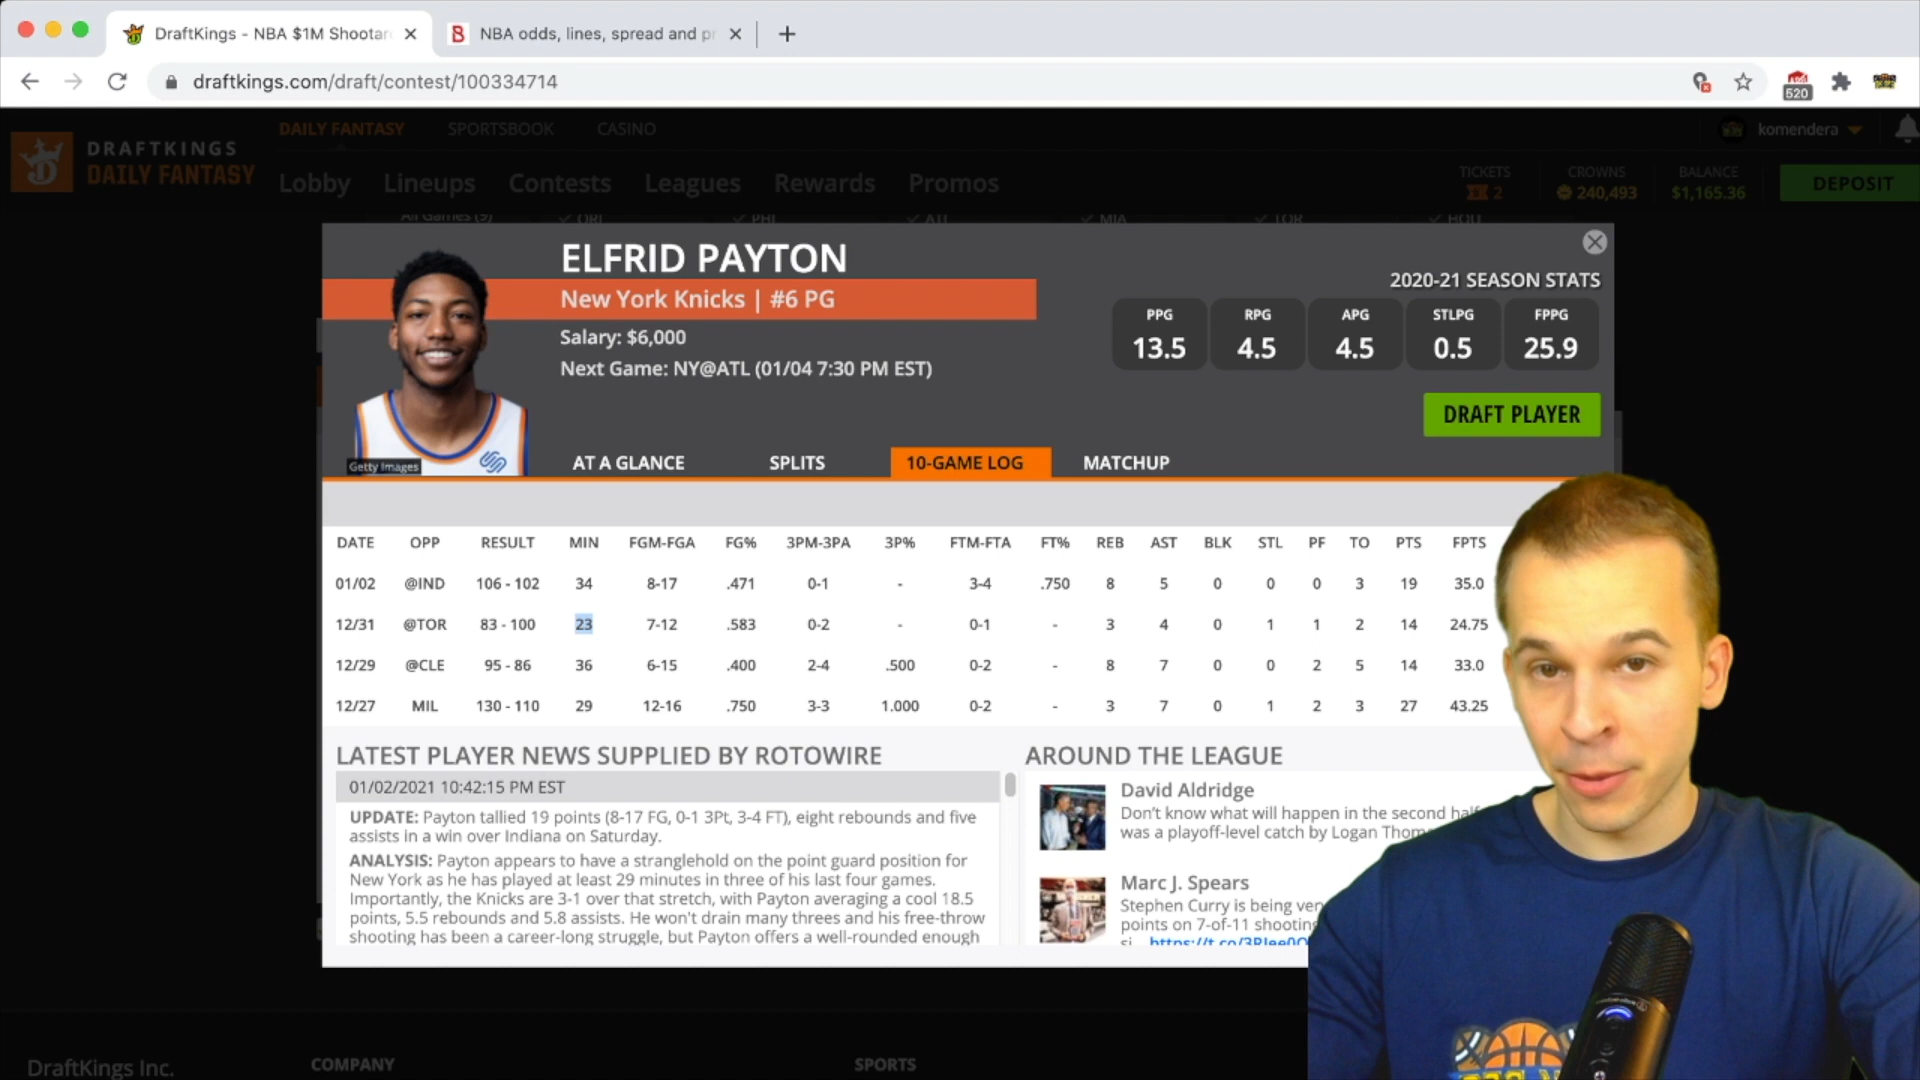 DraftKings - NBA $1M Shootar
NBA odds, lines, spread and pr
draftkings.com/draft/contest/100334714
520
DRAFTKINGS
DAILY FANTASY
DAILY FANTASY SPORTSBOOK CASINO
Lobby Lineups Contests Leagues Rewards Promos
komendera
TICKETS
2
CROWNS
240,493
BALANCE
$1,165.36
DEPOSIT
All Games (9) ORL PHI ATL MIA TOR HOU
ELFRID PAYTON
New York Knicks | #6 PG
Salary: $6,000
Next Game: NY@ATL (01/04 7:30 PM EST)
Getty Images
2020-21 SEASON STATS
PPG RPG APG STLPG FPPG
13.5 4.5 4.5 0.5 25.9
DRAFT PLAYER
AT A GLANCE SPLITS 10-GAME LOG MATCHUP
DATE OPP RESULT MIN FGM-FGA FG% 3PM-3PA 3P% FTM-FTA FT% REB AST BLK STL PF TO PTS FPTS
01/02 @IND 106 - 102 34 8-17 .471 0-1 - 3-4 .750 8 5 0 0 0 3 19 35.0
12/31 @TOR 83 - 100 23 7-12 .583 0-2 - 0-1 - 3 4 0 1 1 2 14 24.75
12/29 @CLE 95 - 86 36 6-15 .400 2-4 .500 0-2 - 8 7 0 0 2 5 14 33.0
12/27 MIL 130 - 110 29 12-16 .750 3-3 1.000 0-2 - 3 7 0 1 2 3 27 43.25
LATEST PLAYER NEWS SUPPLIED BY ROTOWIRE
01/02/2021 10:42:15 PM EST
UPDATE: Payton tallied 19 points (8-17 FG, 0-1 3Pt, 3-4 FT), eight rebounds and five
assists in a win over Indiana on Saturday.
ANALYSIS: Payton appears to have a stranglehold on the point guard position for
New York as he has played at least 29 minutes in three of his last four games.
Importantly, the Knicks are 3-1 over that stretch, with Payton averaging a cool 18.5
points, 5.5 rebounds and 5.8 assists. He won't drain many threes and his free-throw
shooting has been a career-long struggle, but Payton offers a well-rounded enough
AROUND THE LEAGUE
David Aldridge
Don't know what will happen in the second half
was a playoff-level catch by Logan Thom
Marc J. Spears
Stephen Curry is being ver
points on 7-of-11 shooting
si... https://t.co/3RJee0O
DraftKings Inc.
COMPANY
SPORTS